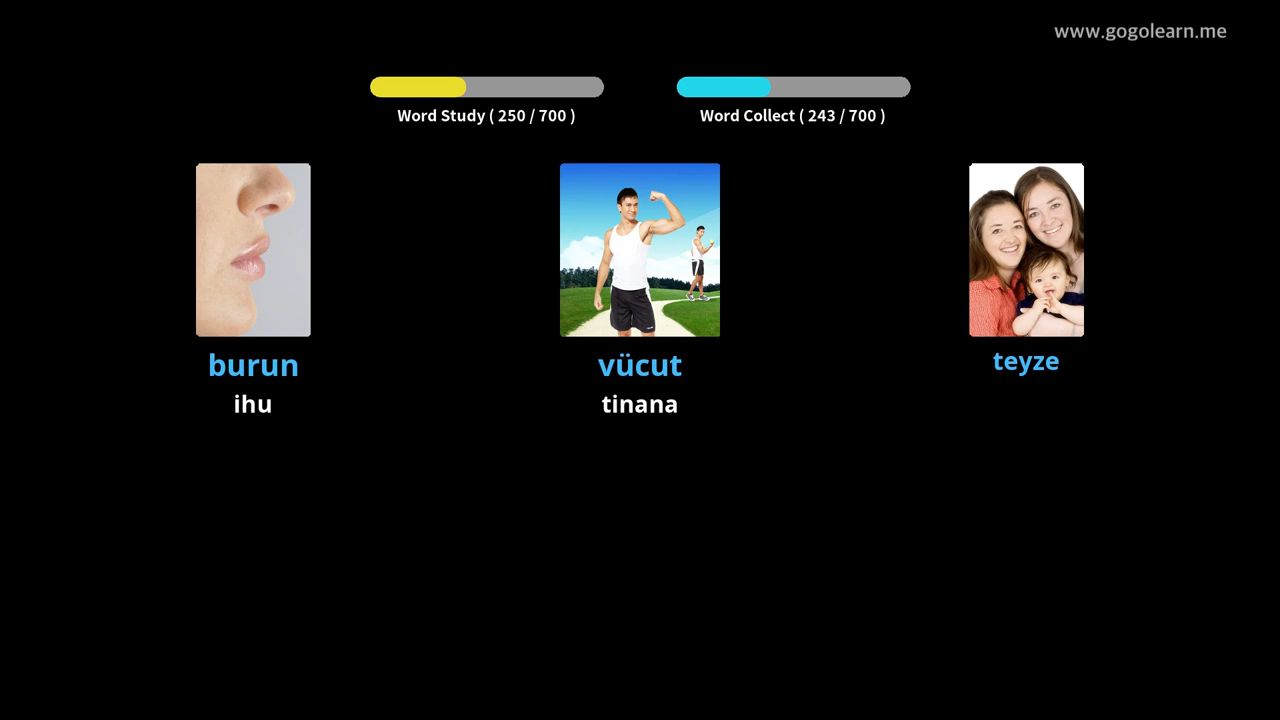 www.gogolearn.me
Word Study ( 250 / 700 )
Word Collect ( 243 / 700 )
burun
ihu
vücut
tinana
teyze